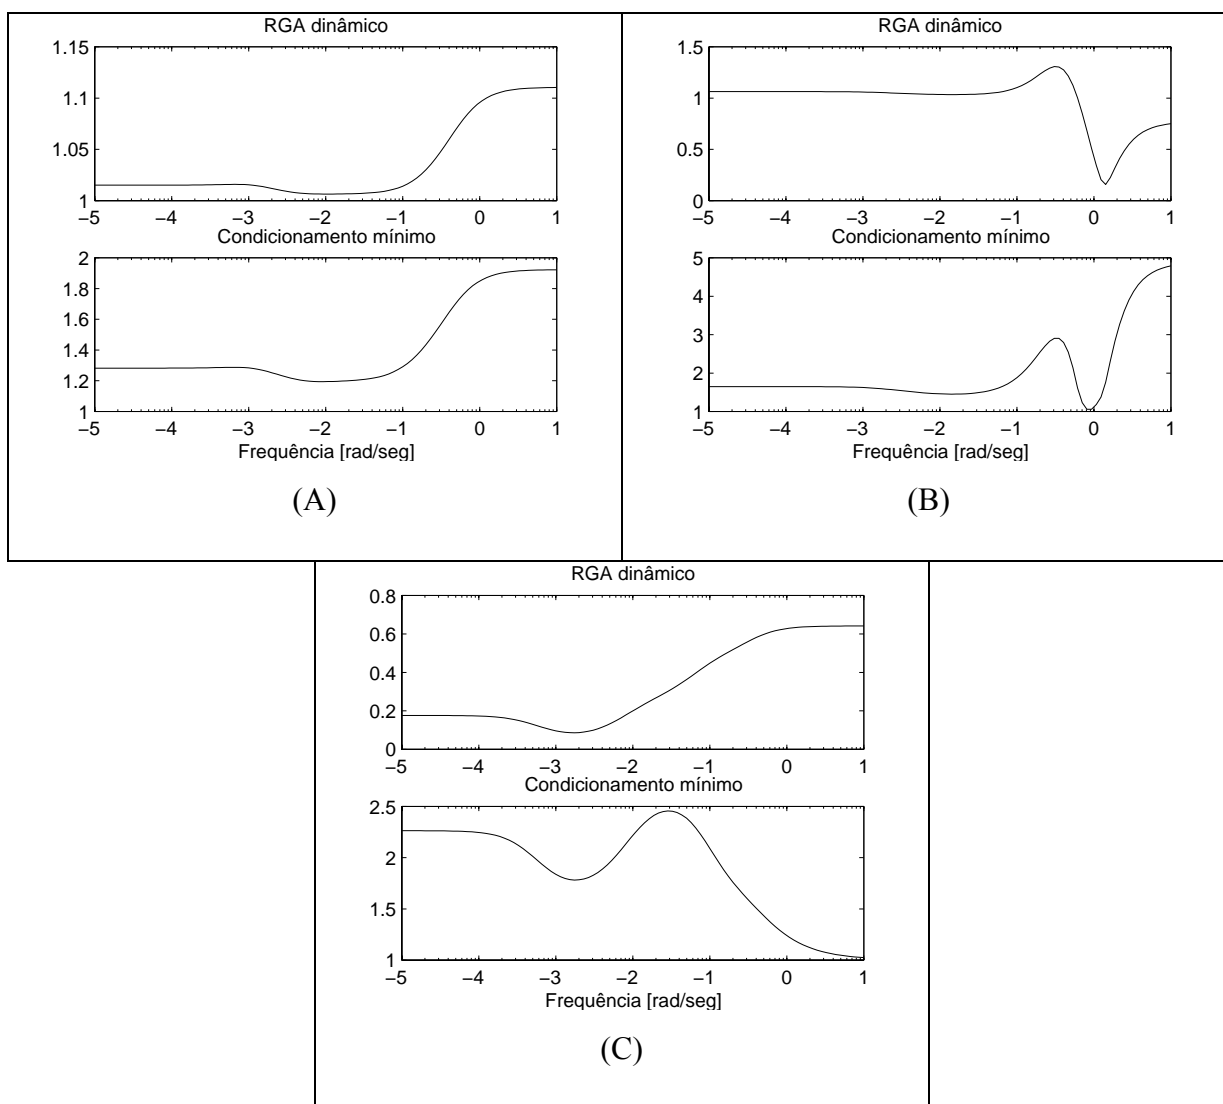 RGA dinâmico
1.15
1.1
1.05
1
−5 −4 −3 −2 −1 0 1
Condicionamento mínimo
2
1.8
1.6
1.4
1.2
1
−5 −4 −3 −2 −1 0 1
Frequência [rad/seg]
(A)
RGA dinâmico
1.5
1
0.5
0
−5 −4 −3 −2 −1 0 1
Condicionamento mínimo
5
4
3
2
1
−5 −4 −3 −2 −1 0 1
Frequência [rad/seg]
(B)
RGA dinâmico
0.8
0.6
0.4
0.2
0
−5 −4 −3 −2 −1 0 1
Condicionamento mínimo
2.5
2
1.5
1
−5 −4 −3 −2 −1 0 1
Frequência [rad/seg]
(C)